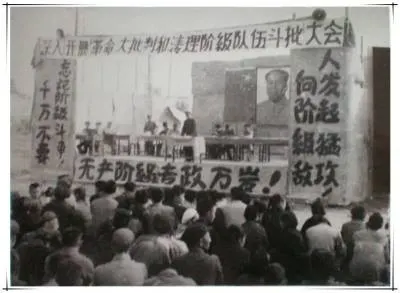 深入开展革命大批判和清理阶级队伍斗批大会
千万不要
忘记阶级斗争！
向阶级敌
人发起猛攻！
无产阶级专政万岁！